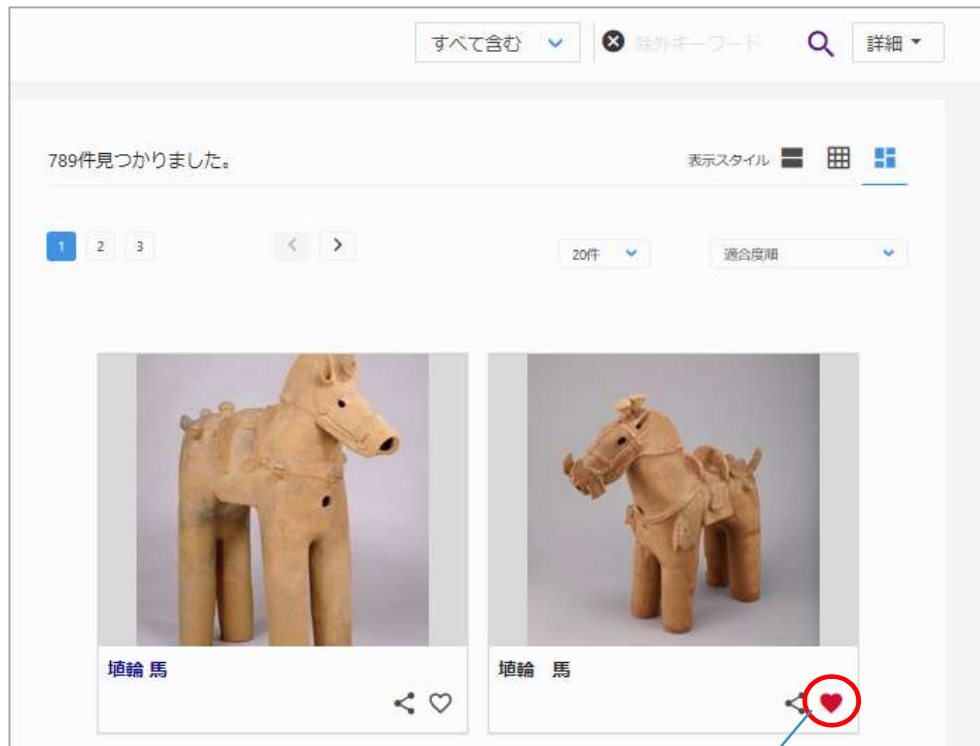 すべて含む
除外キーワード
詳細
789件見つかりました。
表示スタイル
1 2 3
20件
適合度順
埴輪 馬
埴輪　馬